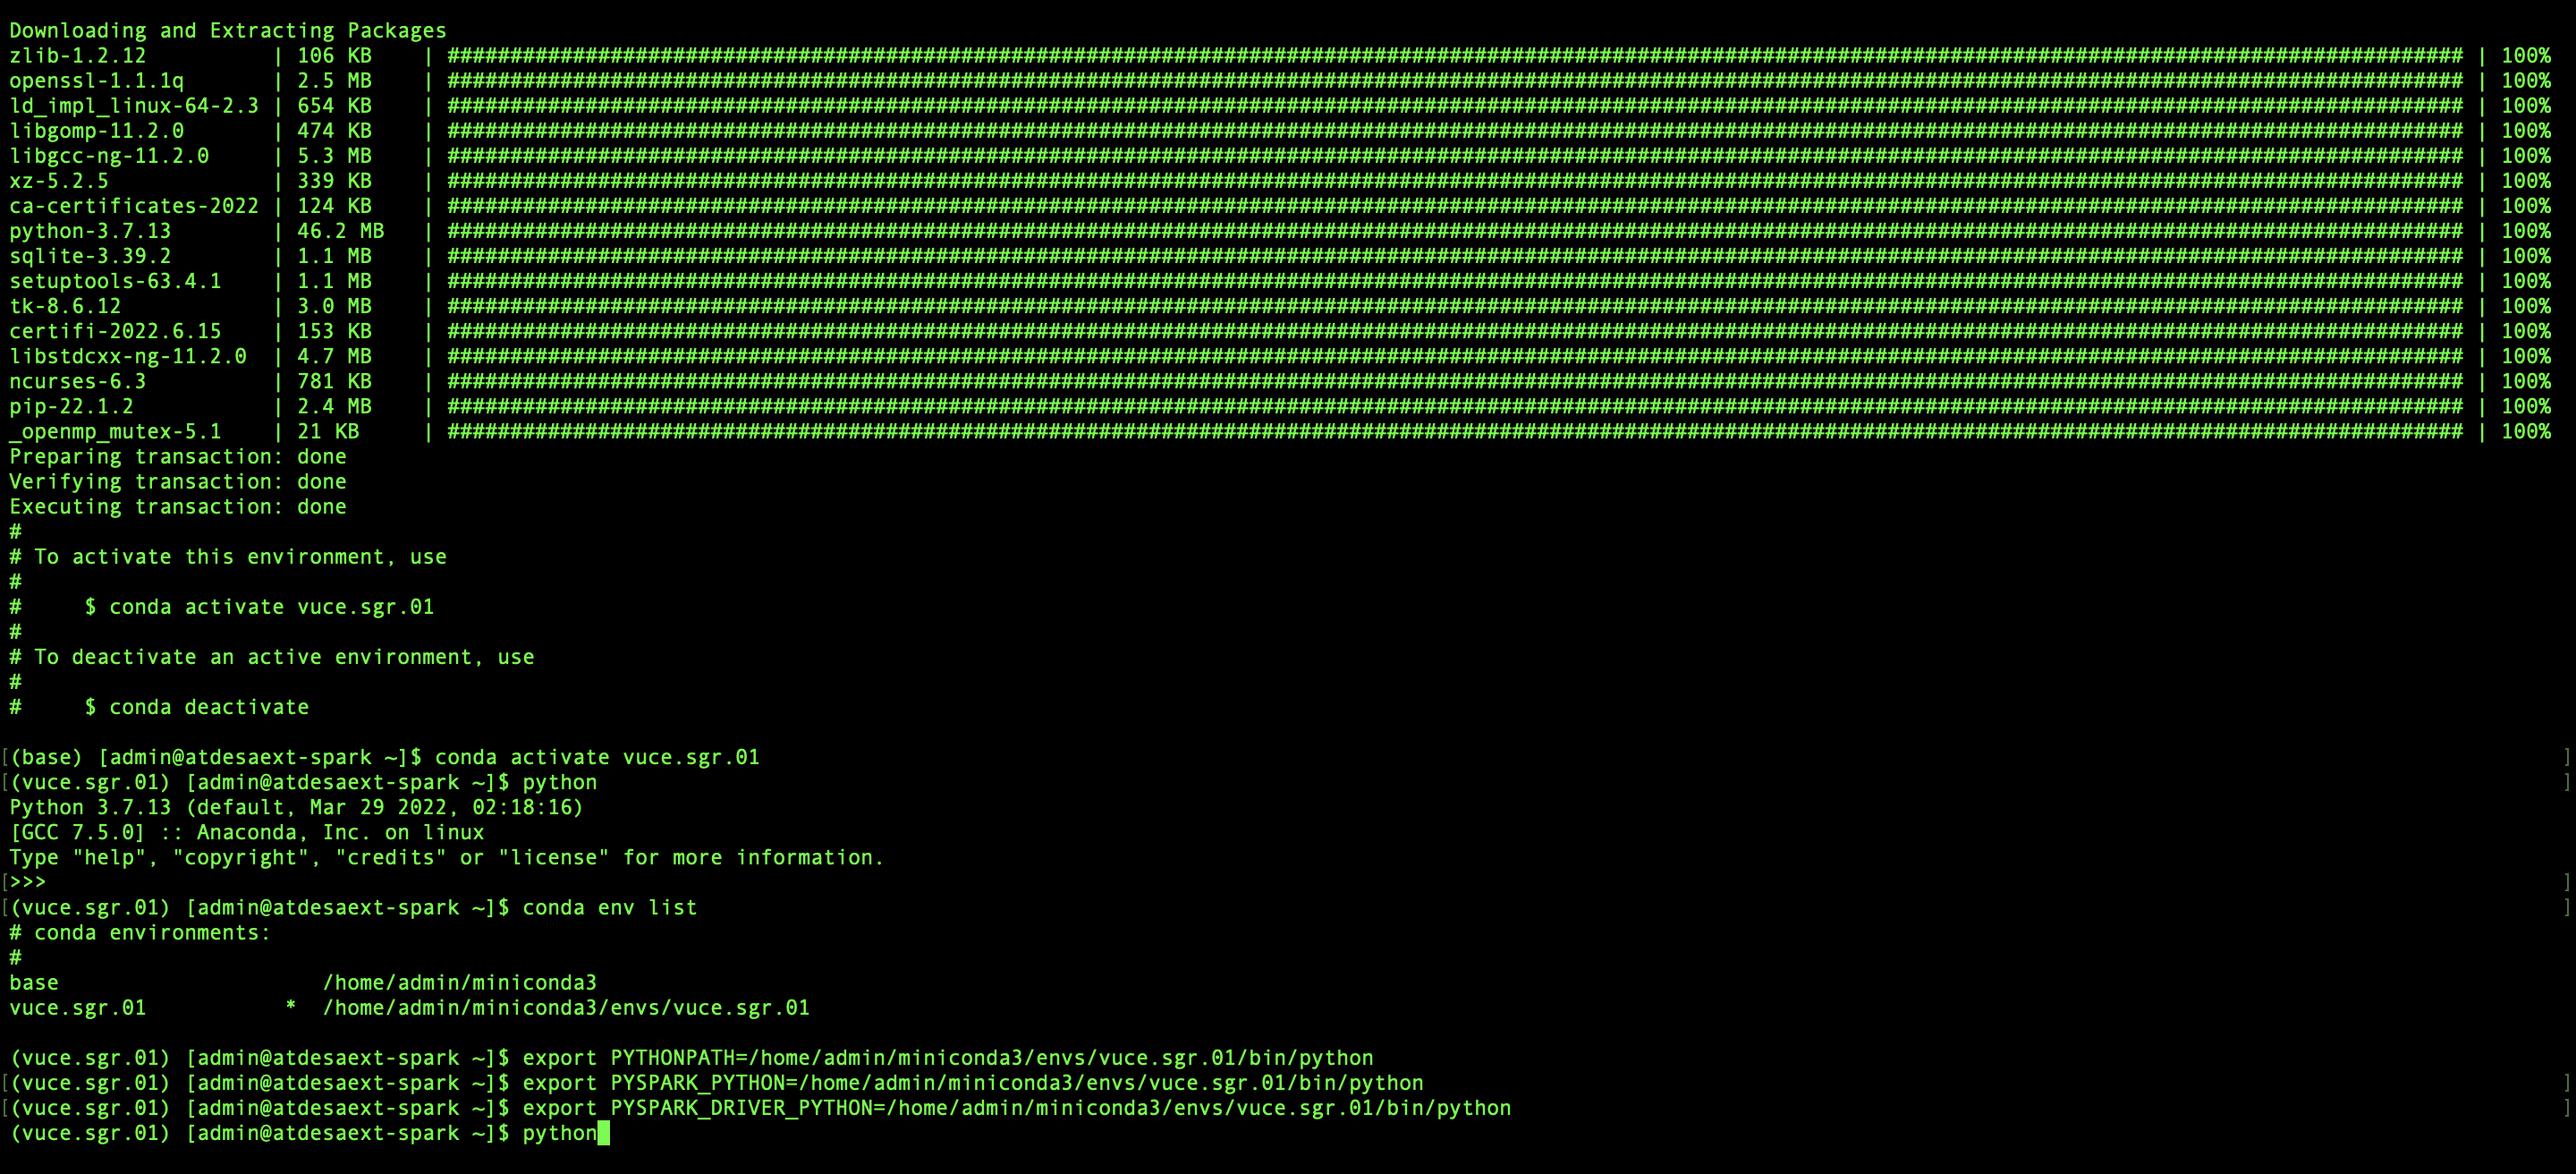 Downloading and Extracting Packages
zlib-1.2.12 | 106 KB | ################################################################################################################################################################# | 100%
openssl-1.1.1q | 2.5 MB | ################################################################################################################################################################# | 100%
ld_impl_linux-64-2.3 | 654 KB | ################################################################################################################################################################# | 100%
libgomp-11.2.0 | 474 KB | ################################################################################################################################################################# | 100%
libgcc-ng-11.2.0 | 5.3 MB | ################################################################################################################################################################# | 100%
xz-5.2.5 | 339 KB | ################################################################################################################################################################# | 100%
ca-certificates-2022 | 124 KB | ################################################################################################################################################################# | 100%
python-3.7.13 | 46.2 MB | ################################################################################################################################################################# | 100%
sqlite-3.39.2 | 1.1 MB | ################################################################################################################################################################# | 100%
setuptools-63.4.1 | 1.1 MB | ################################################################################################################################################################# | 100%
tk-8.6.12 | 3.0 MB | ################################################################################################################################################################# | 100%
certifi-2022.6.15 | 153 KB | ################################################################################################################################################################# | 100%
libstdcxx-ng-11.2.0 | 4.7 MB | ################################################################################################################################################################# | 100%
ncurses-6.3 | 781 KB | ################################################################################################################################################################# | 100%
pip-22.1.2 | 2.4 MB | ################################################################################################################################################################# | 100%
_openmp_mutex-5.1 | 21 KB | ################################################################################################################################################################# | 100%
Preparing transaction: done
Verifying transaction: done
Executing transaction: done
#
# To activate this environment, use
#
#     $ conda activate vuce.sgr.01
#
# To deactivate an active environment, use
#
#     $ conda deactivate
[(base) [admin@atdesaext-spark ~]$ conda activate vuce.sgr.01 ]
[(vuce.sgr.01) [admin@atdesaext-spark ~]$ python ]
Python 3.7.13 (default, Mar 29 2022, 02:18:16)
[GCC 7.5.0] :: Anaconda, Inc. on linux
Type "help", "copyright", "credits" or "license" for more information.
[>>> ]
[(vuce.sgr.01) [admin@atdesaext-spark ~]$ conda env list ]
# conda environments:
#
base /home/admin/miniconda3
vuce.sgr.01 * /home/admin/miniconda3/envs/vuce.sgr.01
(vuce.sgr.01) [admin@atdesaext-spark ~]$ export PYTHONPATH=/home/admin/miniconda3/envs/vuce.sgr.01/bin/python
[(vuce.sgr.01) [admin@atdesaext-spark ~]$ export PYSPARK_PYTHON=/home/admin/miniconda3/envs/vuce.sgr.01/bin/python ]
[(vuce.sgr.01) [admin@atdesaext-spark ~]$ export PYSPARK_DRIVER_PYTHON=/home/admin/miniconda3/envs/vuce.sgr.01/bin/python ]
(vuce.sgr.01) [admin@atdesaext-spark ~]$ python